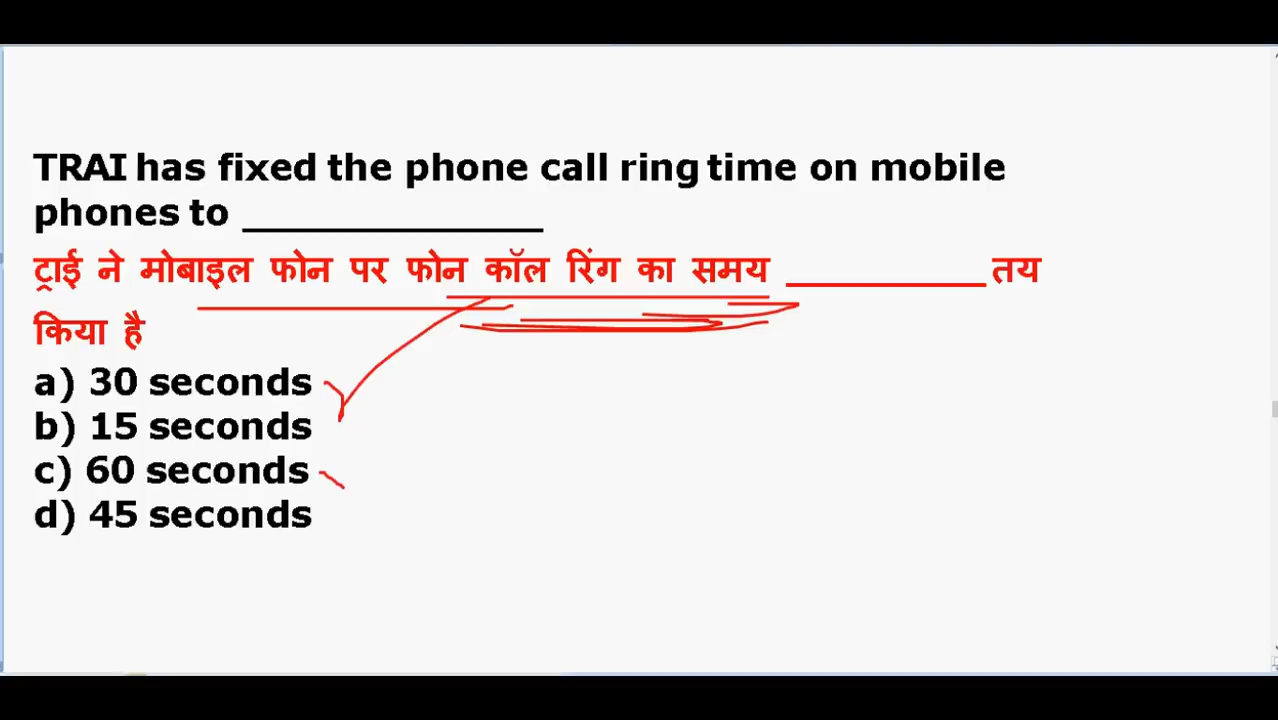 TRAI has fixed the phone call ring time on mobile
phones to _______________
ट्राई ने मोबाइल फोन पर फोन कॉल रिंग का समय __________ तय
किया है
a) 30 seconds
b) 15 seconds
c) 60 seconds
d) 45 seconds